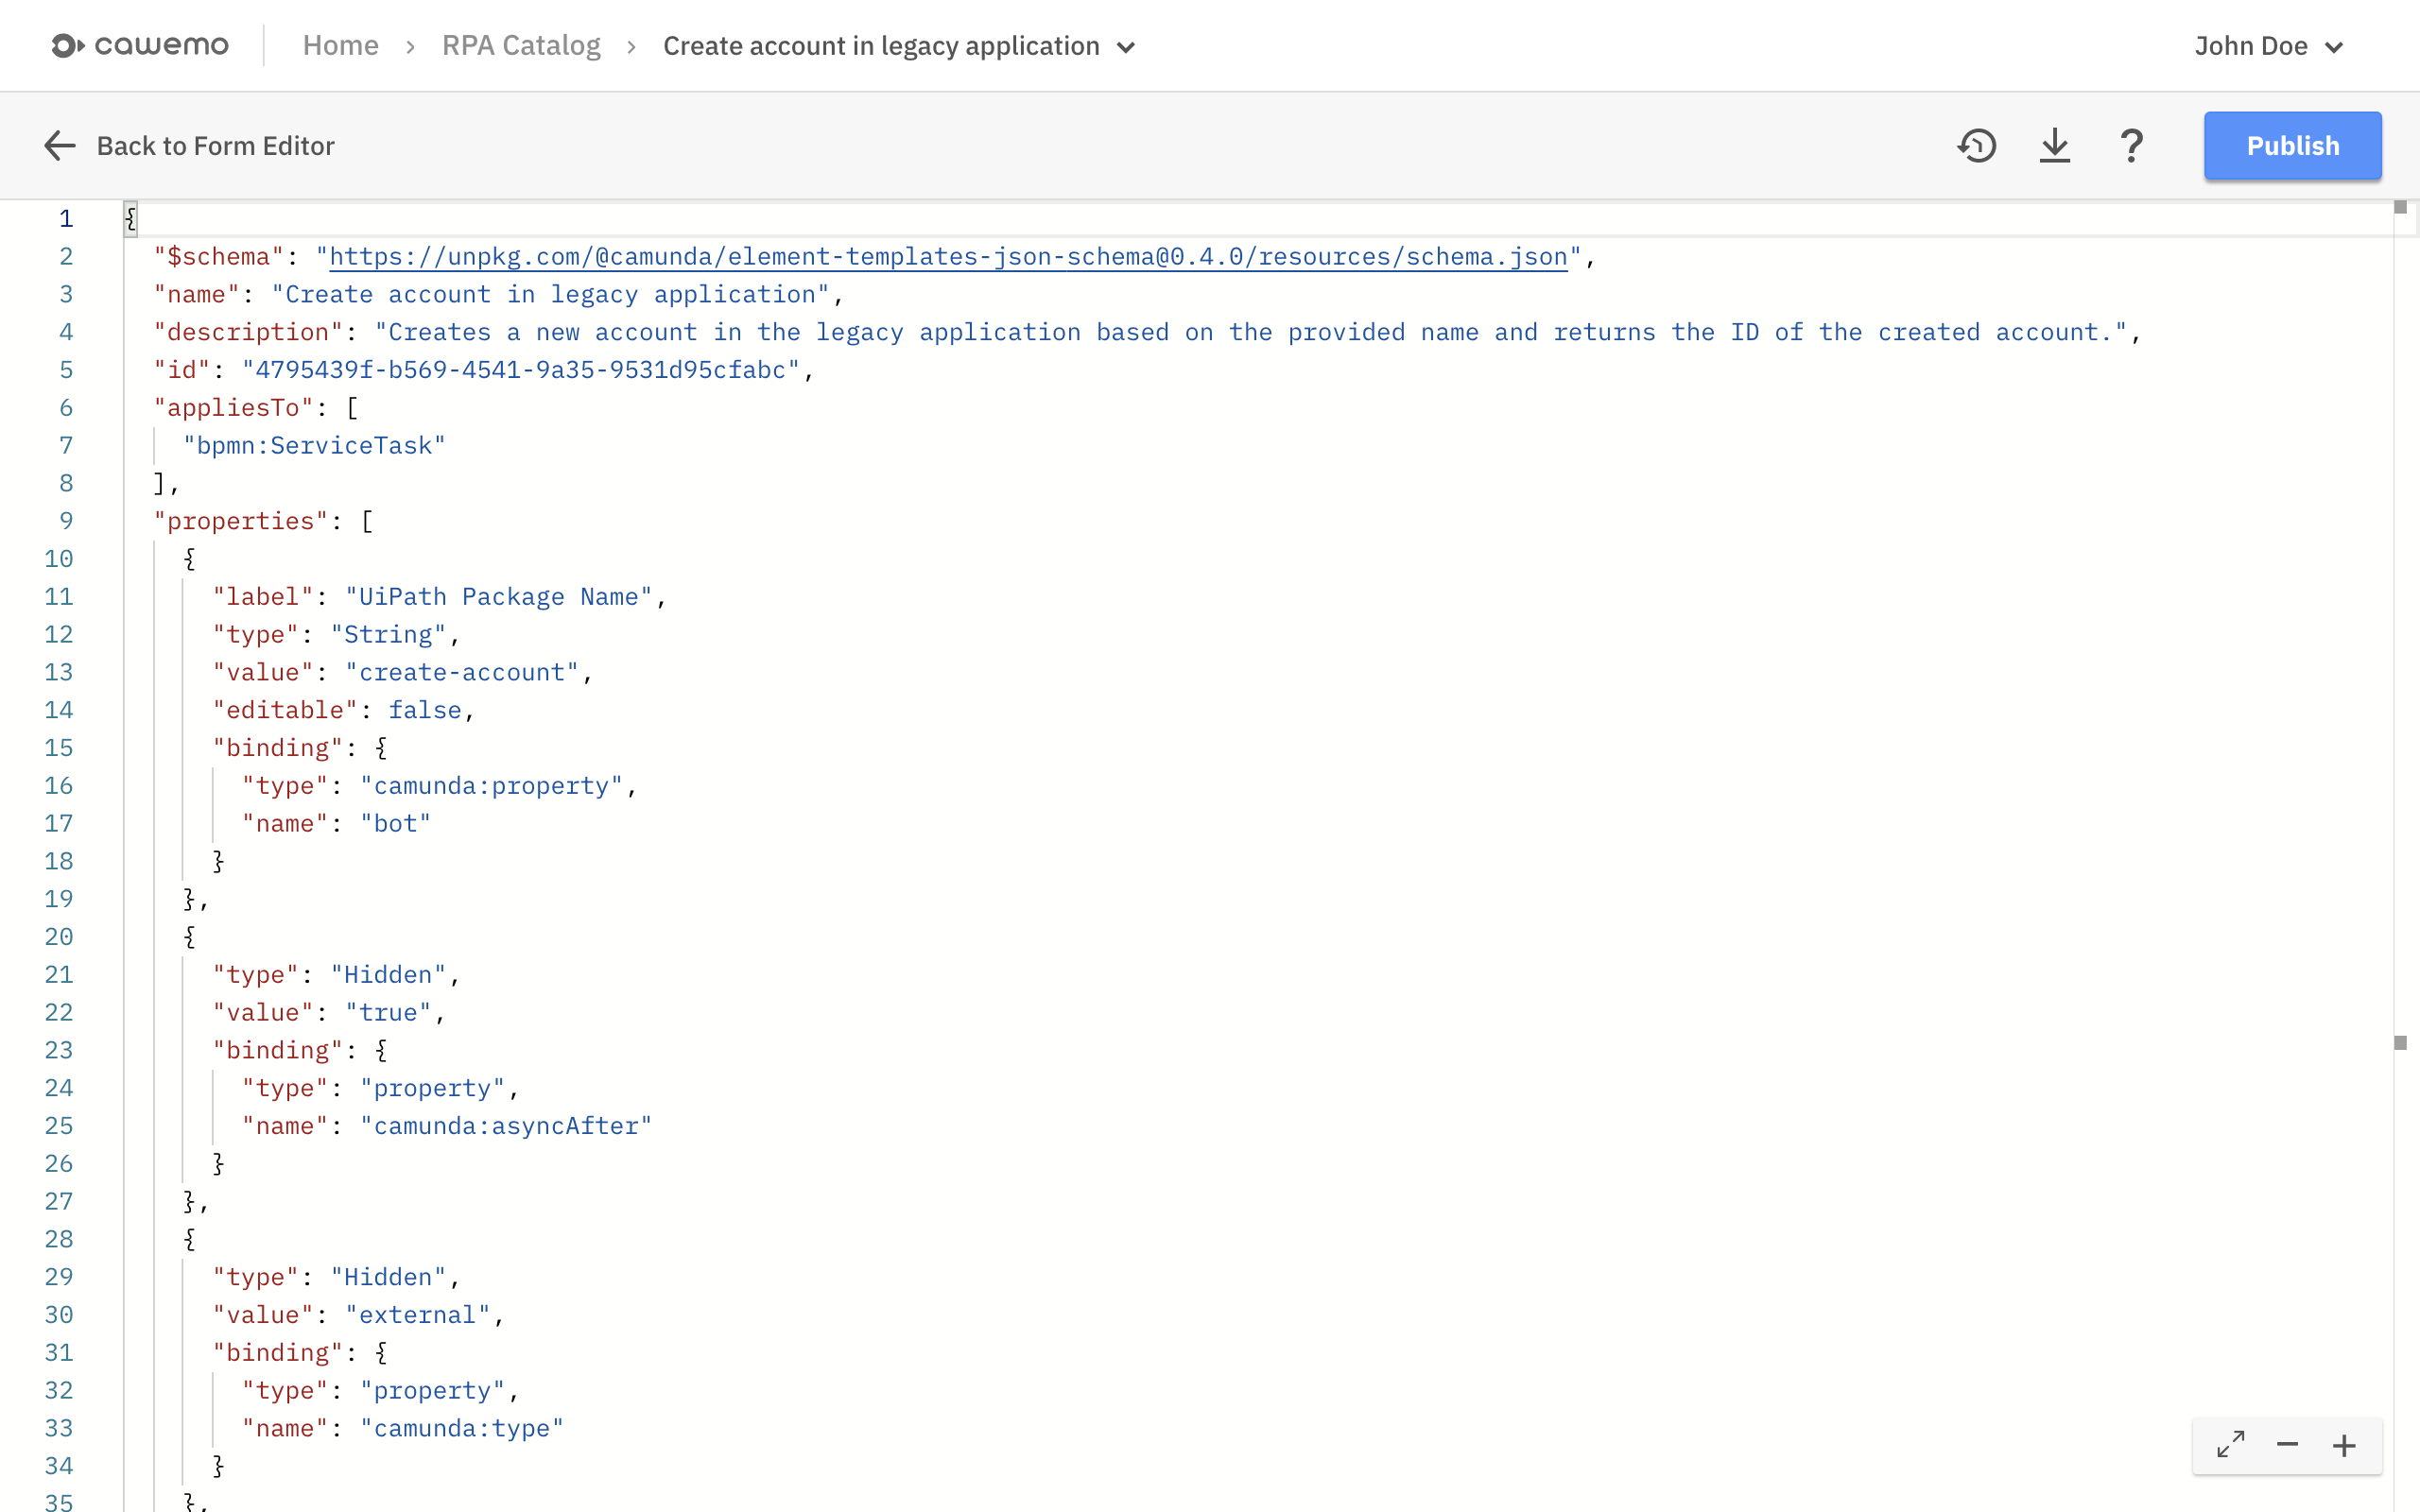 cawemo Home › RPA Catalog › Create account in legacy application John Doe
Back to Form Editor ? Publish
1 {
2 "$schema": "https://unpkg.com/@camunda/element-templates-json-schema@0.4.0/resources/schema.json",
3 "name": "Create account in legacy application",
4 "description": "Creates a new account in the legacy application based on the provided name and returns the ID of the created account.",
5 "id": "4795439f-b569-4541-9a35-9531d95cfabc",
6 "appliesTo": [
7 "bpmn:ServiceTask"
8 ],
9 "properties": [
10 {
11 "label": "UiPath Package Name",
12 "type": "String",
13 "value": "create-account",
14 "editable": false,
15 "binding": {
16 "type": "camunda:property",
17 "name": "bot"
18 }
19 },
20 {
21 "type": "Hidden",
22 "value": "true",
23 "binding": {
24 "type": "property",
25 "name": "camunda:asyncAfter"
26 }
27 },
28 {
29 "type": "Hidden",
30 "value": "external",
31 "binding": {
32 "type": "property",
33 "name": "camunda:type"
34 }
35 },